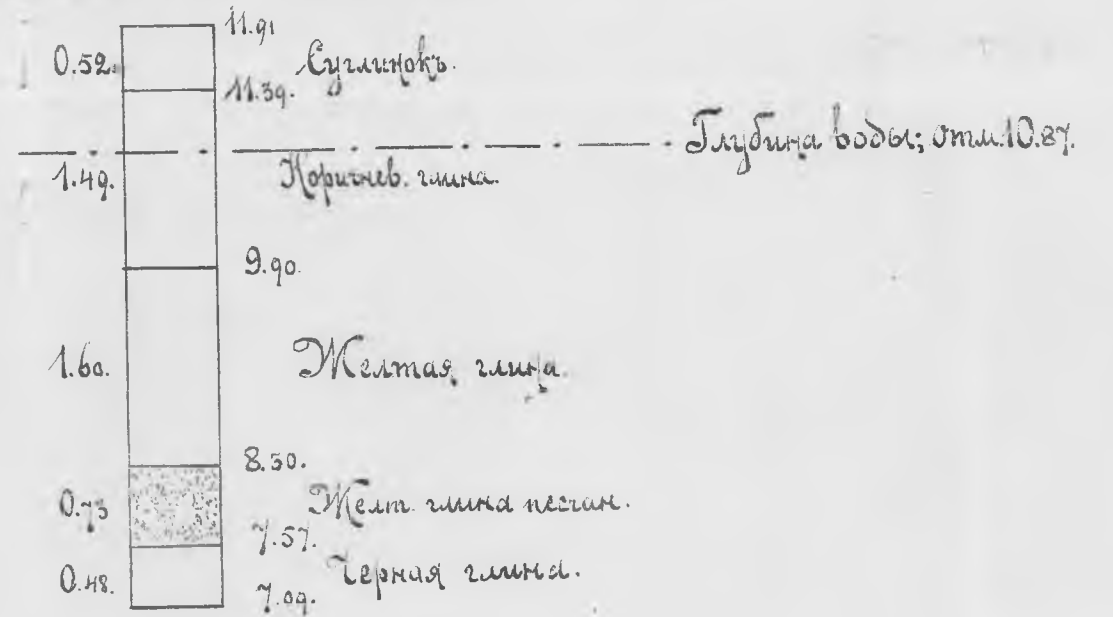 11.91
0.52. Суглинокъ.
11.39.
Глубина воды; отм. 10.87.
1.49. Коричнев. глина.
9.90.
1.60. Желтая глина.
8.30.
0.73 Желт. глина песчан.
7.57.
0.48. Черная глина.
7.09.